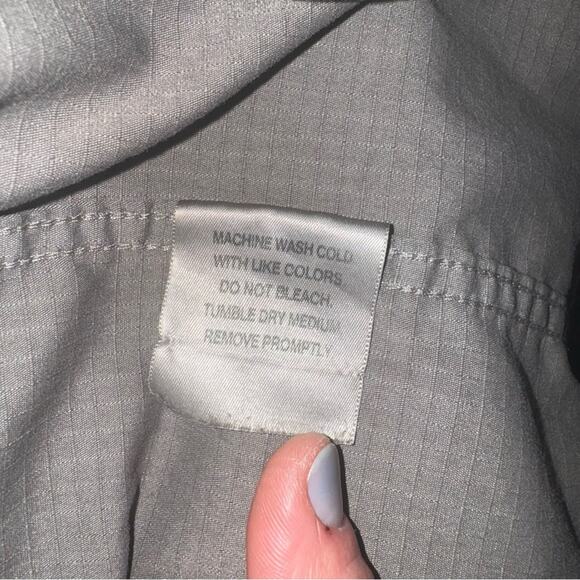 MACHINE WASH COLD
WITH LIKE COLORS
DO NOT BLEACH.
TUMBLE DRY MEDIUM
REMOVE PROMPTLY